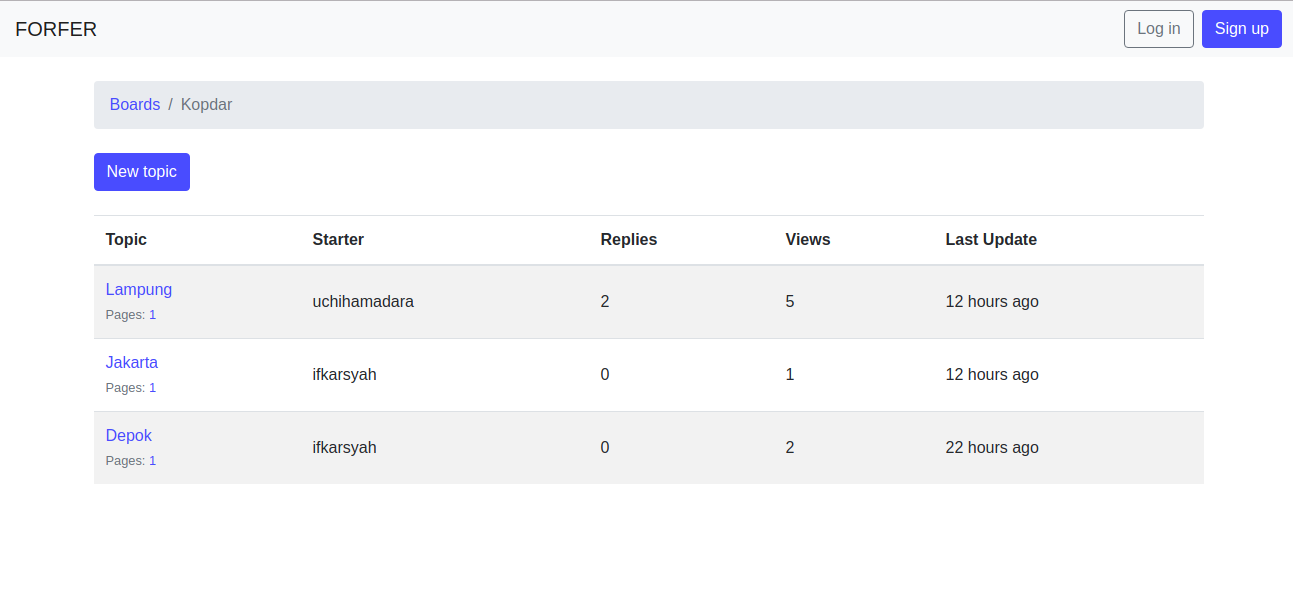 FORFER Log in Sign up
Boards / Kopdar
New topic
Topic Starter Replies Views Last Update
Lampung
Pages: 1
uchihamadara 2 5 12 hours ago
Jakarta
Pages: 1
ifkarsyah 0 1 12 hours ago
Depok
Pages: 1
ifkarsyah 0 2 22 hours ago